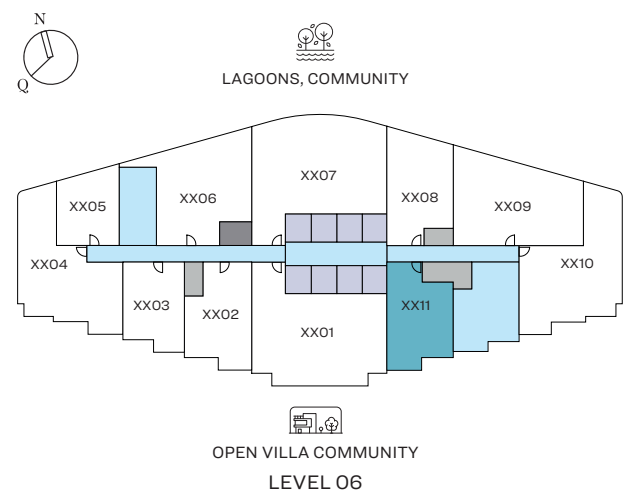 N
Q
LAGOONS, COMMUNITY
XX07
XX05
XX06
XX08
XX09
XX04
XX10
XX03
XX02
XX01
XX11
OPEN VILLA COMMUNITY
LEVEL 06